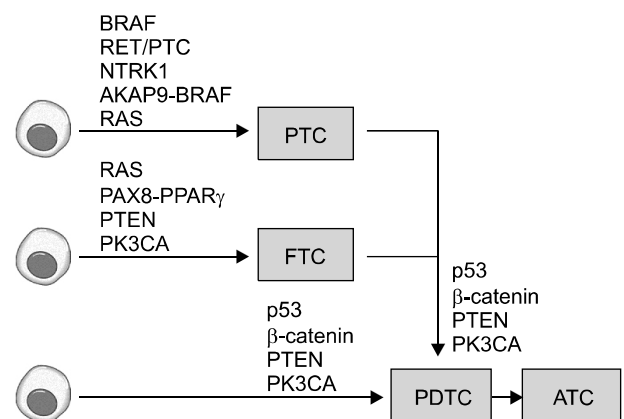 BRAF
RET/PTC
NTRK1
AKAP9-BRAF
RAS
PTC
RAS
PAX8-PPARγ
PTEN
PK3CA
FTC
p53
β-catenin
PTEN
PK3CA
p53
β-catenin
PTEN
PK3CA
PDTC
ATC